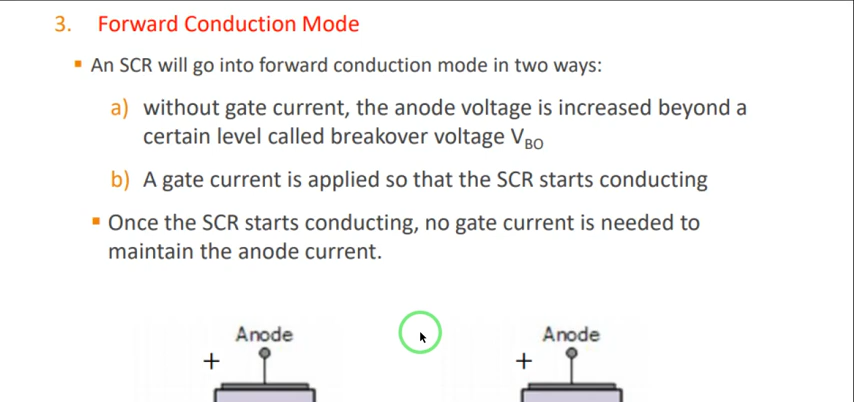 3. Forward Conduction Mode
▪ An SCR will go into forward conduction mode in two ways:
a) without gate current, the anode voltage is increased beyond a
certain level called breakover voltage V_BO
b) A gate current is applied so that the SCR starts conducting
▪ Once the SCR starts conducting, no gate current is needed to
maintain the anode current.
Anode Anode
+ +